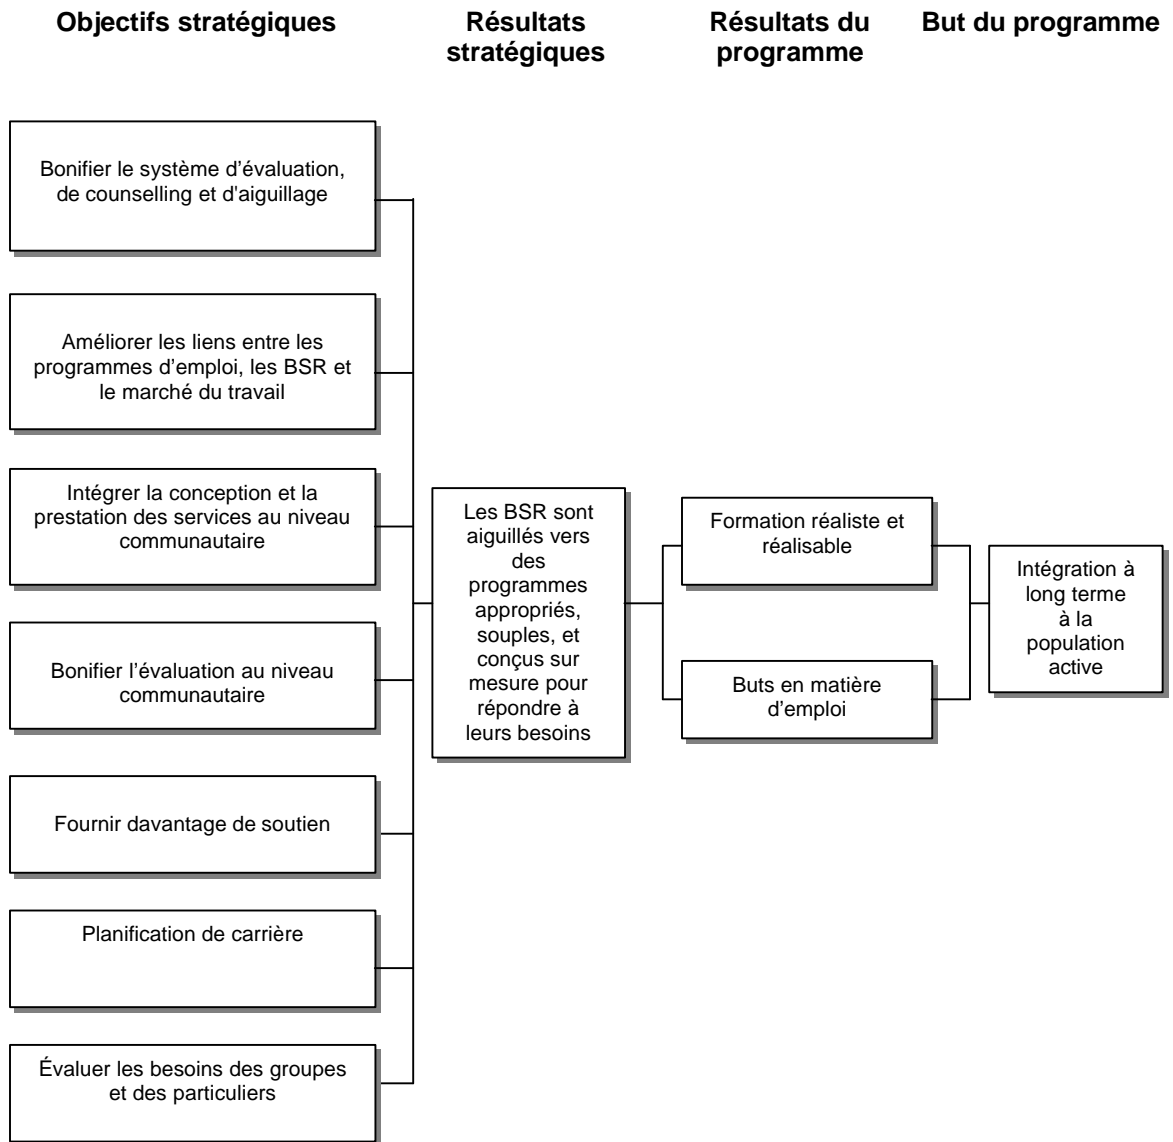 Objectifs stratégiques
Résultats
stratégiques
Résultats du
programme
But du programme
Bonifier le système d’évaluation,
de counselling et d'aiguillage
Améliorer les liens entre les
programmes d’emploi, les BSR et
le marché du travail
Intégrer la conception et la
prestation des services au niveau
communautaire
Bonifier l’évaluation au niveau
communautaire
Fournir davantage de soutien
Planification de carrière
Évaluer les besoins des groupes
et des particuliers
Les BSR sont
aiguillés vers
des
programmes
appropriés,
souples, et
conçus sur
mesure pour
répondre à
leurs besoins
Formation réaliste et
réalisable
Buts en matière
d’emploi
Intégration à
long terme
à la
population
active